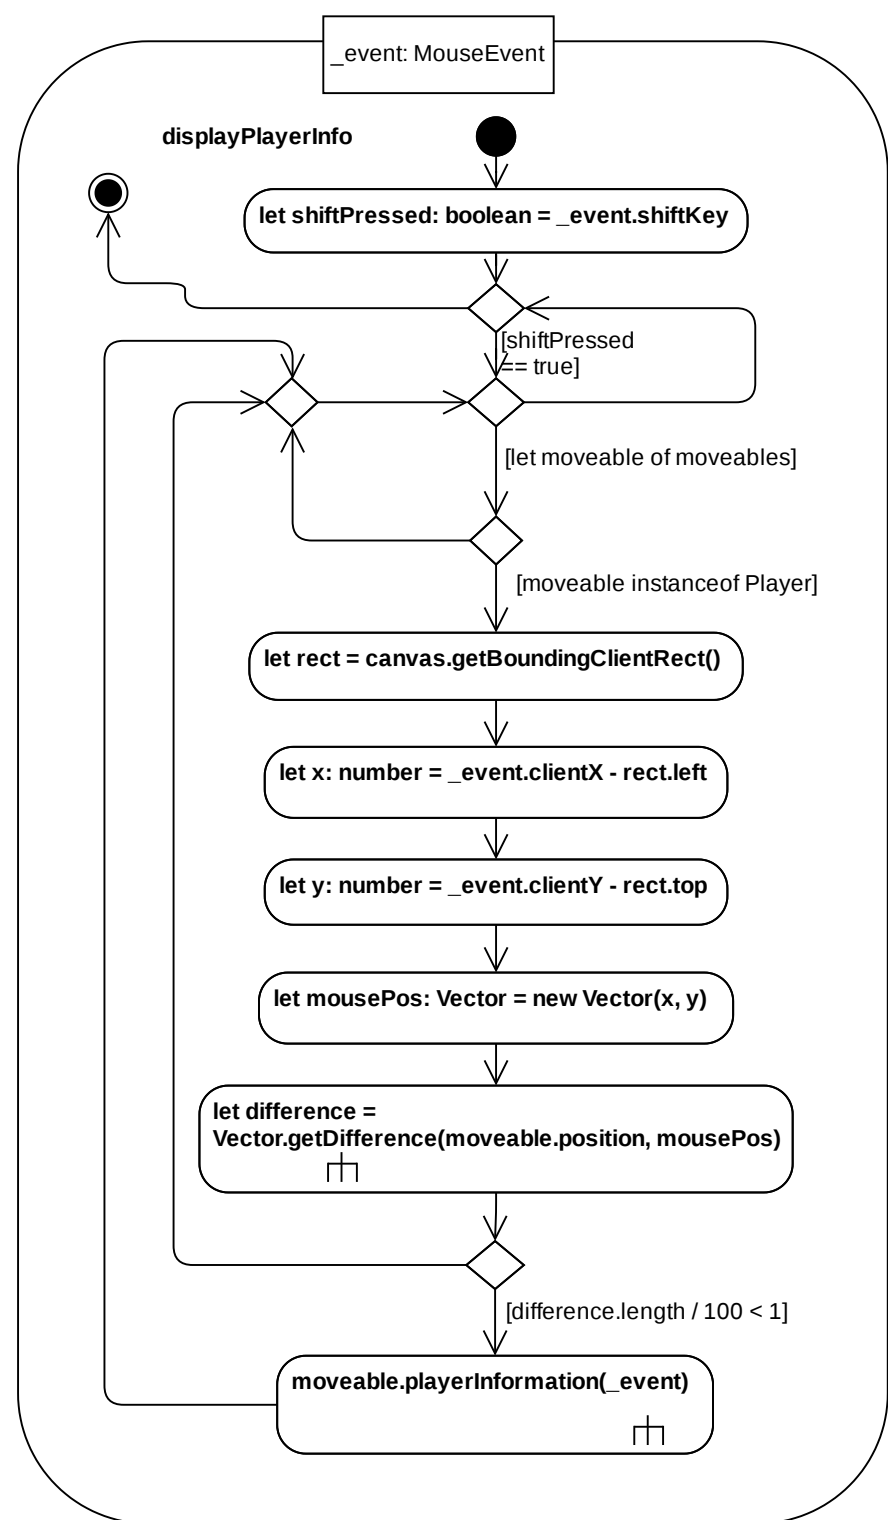 _event: MouseEvent
displayPlayerInfo
let shiftPressed: boolean = _event.shiftKey
[shiftPressed
== true]
[let moveable of moveables]
[moveable instanceof Player]
let rect = canvas.getBoundingClientRect()
let x: number = _event.clientX - rect.left
let y: number = _event.clientY - rect.top
let mousePos: Vector = new Vector(x, y)
let difference =
Vector.getDifference(moveable.position, mousePos)
[difference.length / 100 < 1]
moveable.playerInformation(_event)